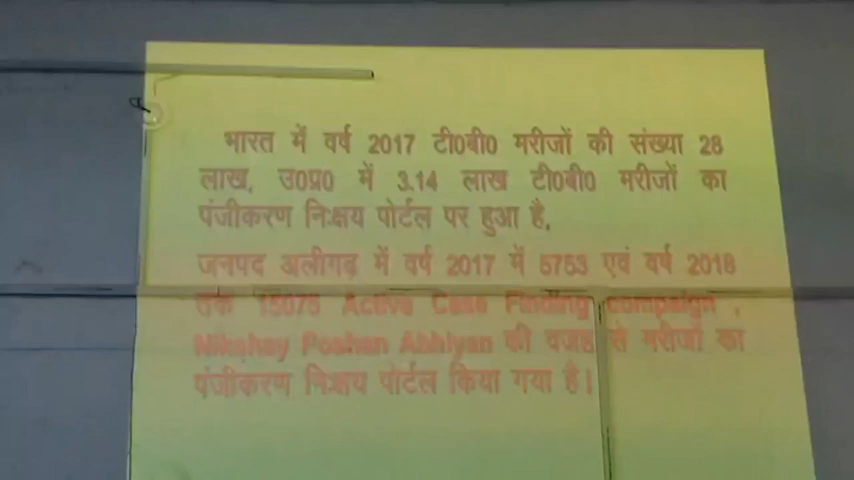 भारत में वर्ष 2017 टी0बी0 मरीजों की संख्या 28
लाख, उ0प्र0 में 3.14 लाख टी0बी0 मरीजों का
पंजीकरण निःक्षय पोर्टल पर हुआ है,
जनपद अलीगढ़ में वर्ष 2017 में 5753 एवं वर्ष 2018
तक 15075 Active Case Finding compaign ,
Nikshay Poshan Abhiyan की वजह से मरीजों का
पंजीकरण निःक्षय पोर्टल किया गया है।